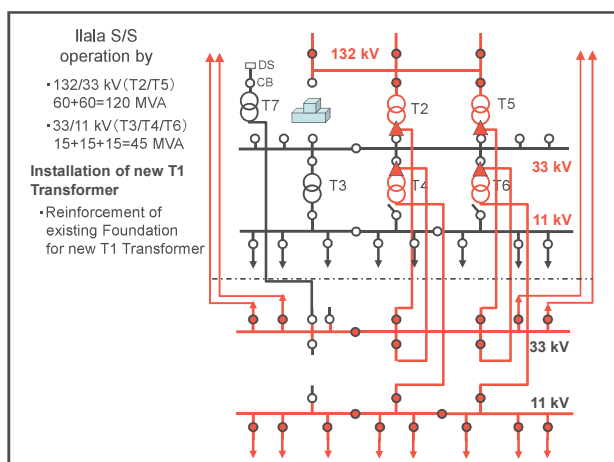 Ilala S/S
operation by
・132/33 kV(T2/T5)
60+60=120 MVA
・33/11 kV(T3/T4/T6)
15+15+15=45 MVA
Installation of new T1
Transformer
・Reinforcement of
existing Foundation
for new T1 Transformer
DS
CB
T7
132 kV
T2
T5
33 kV
T3
T4
T6
11 kV
33 kV
11 kV